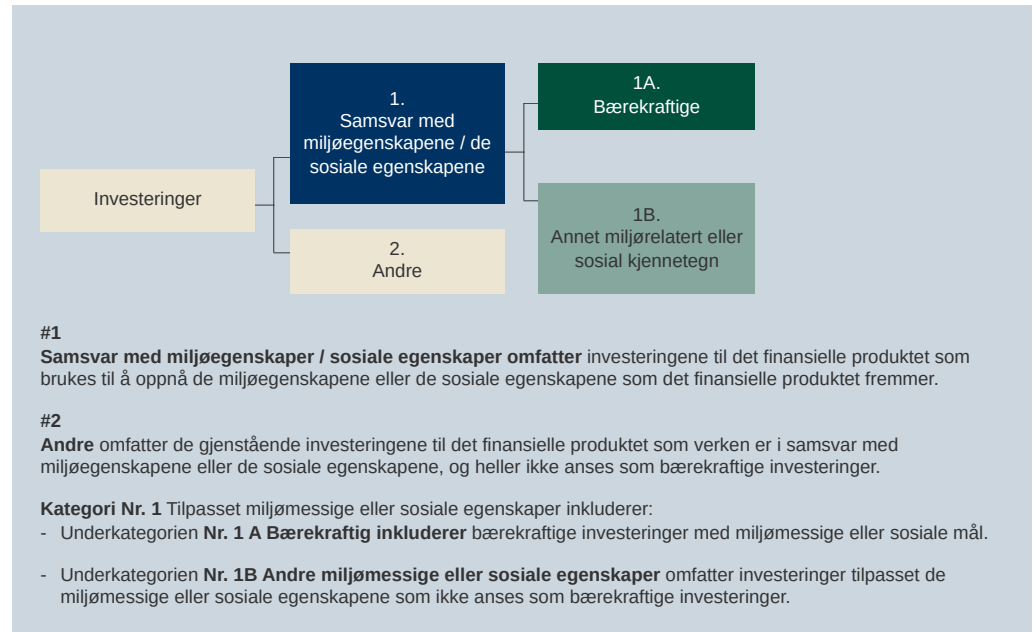 1.
Samsvar med
miljøegenskapene / de
sosiale egenskapene
1A.
Bærekraftige
Investeringer
1B.
Annet miljørelatert eller
sosial kjennetegn
2.
Andre
#1
Samsvar med miljøegenskaper / sosiale egenskaper omfatter investeringene til det finansielle produktet som
brukes til å oppnå de miljøegenskapene eller de sosiale egenskapene som det finansielle produktet fremmer.
#2
Andre omfatter de gjenstående investeringene til det finansielle produktet som verken er i samsvar med
miljøegenskapene eller de sosiale egenskapene, og heller ikke anses som bærekraftige investeringer.
Kategori Nr. 1 Tilpasset miljømessige eller sosiale egenskaper inkluderer:
- Underkategorien Nr. 1 A Bærekraftig inkluderer bærekraftige investeringer med miljømessige eller sosiale mål.
- Underkategorien Nr. 1B Andre miljømessige eller sosiale egenskaper omfatter investeringer tilpasset de
miljømessige eller sosiale egenskapene som ikke anses som bærekraftige investeringer.